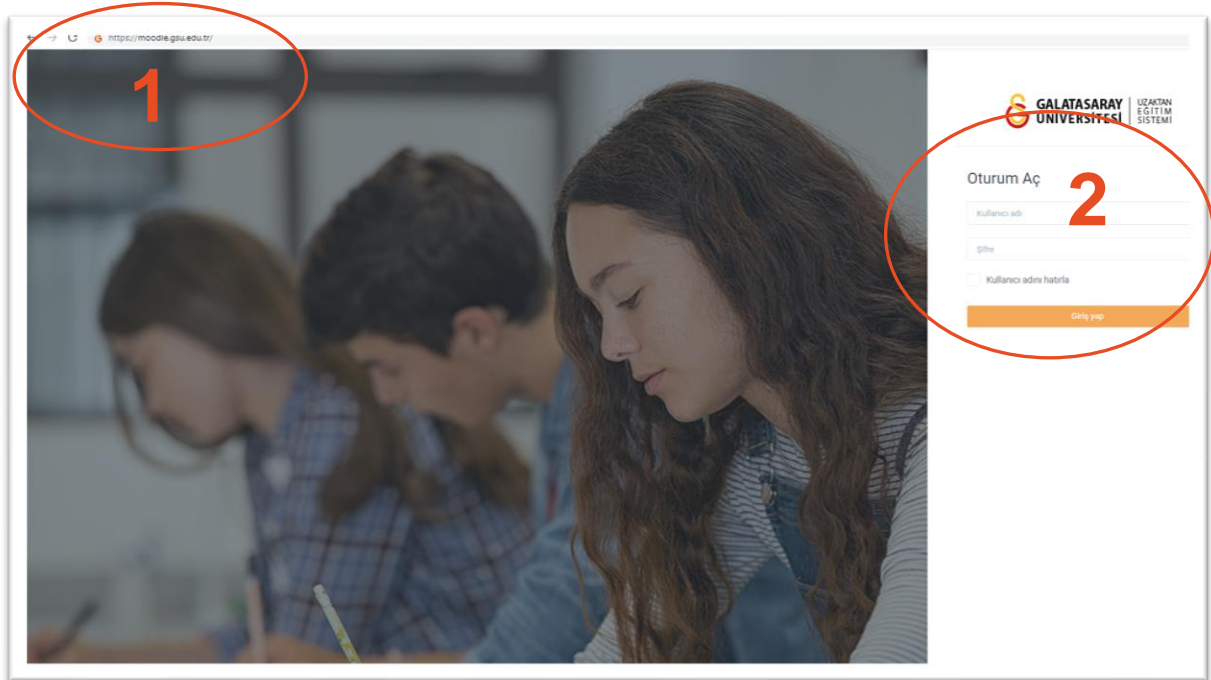 https://moodle.gsu.edu.tr/
1
GALATASARAY
ÜNİVERSİTESİ
UZAKTAN
EĞİTİM
SİSTEMİ
Oturum Aç
2
Kullanıcı adı
Şifre
Kullanıcı adını hatırla
Giriş yap